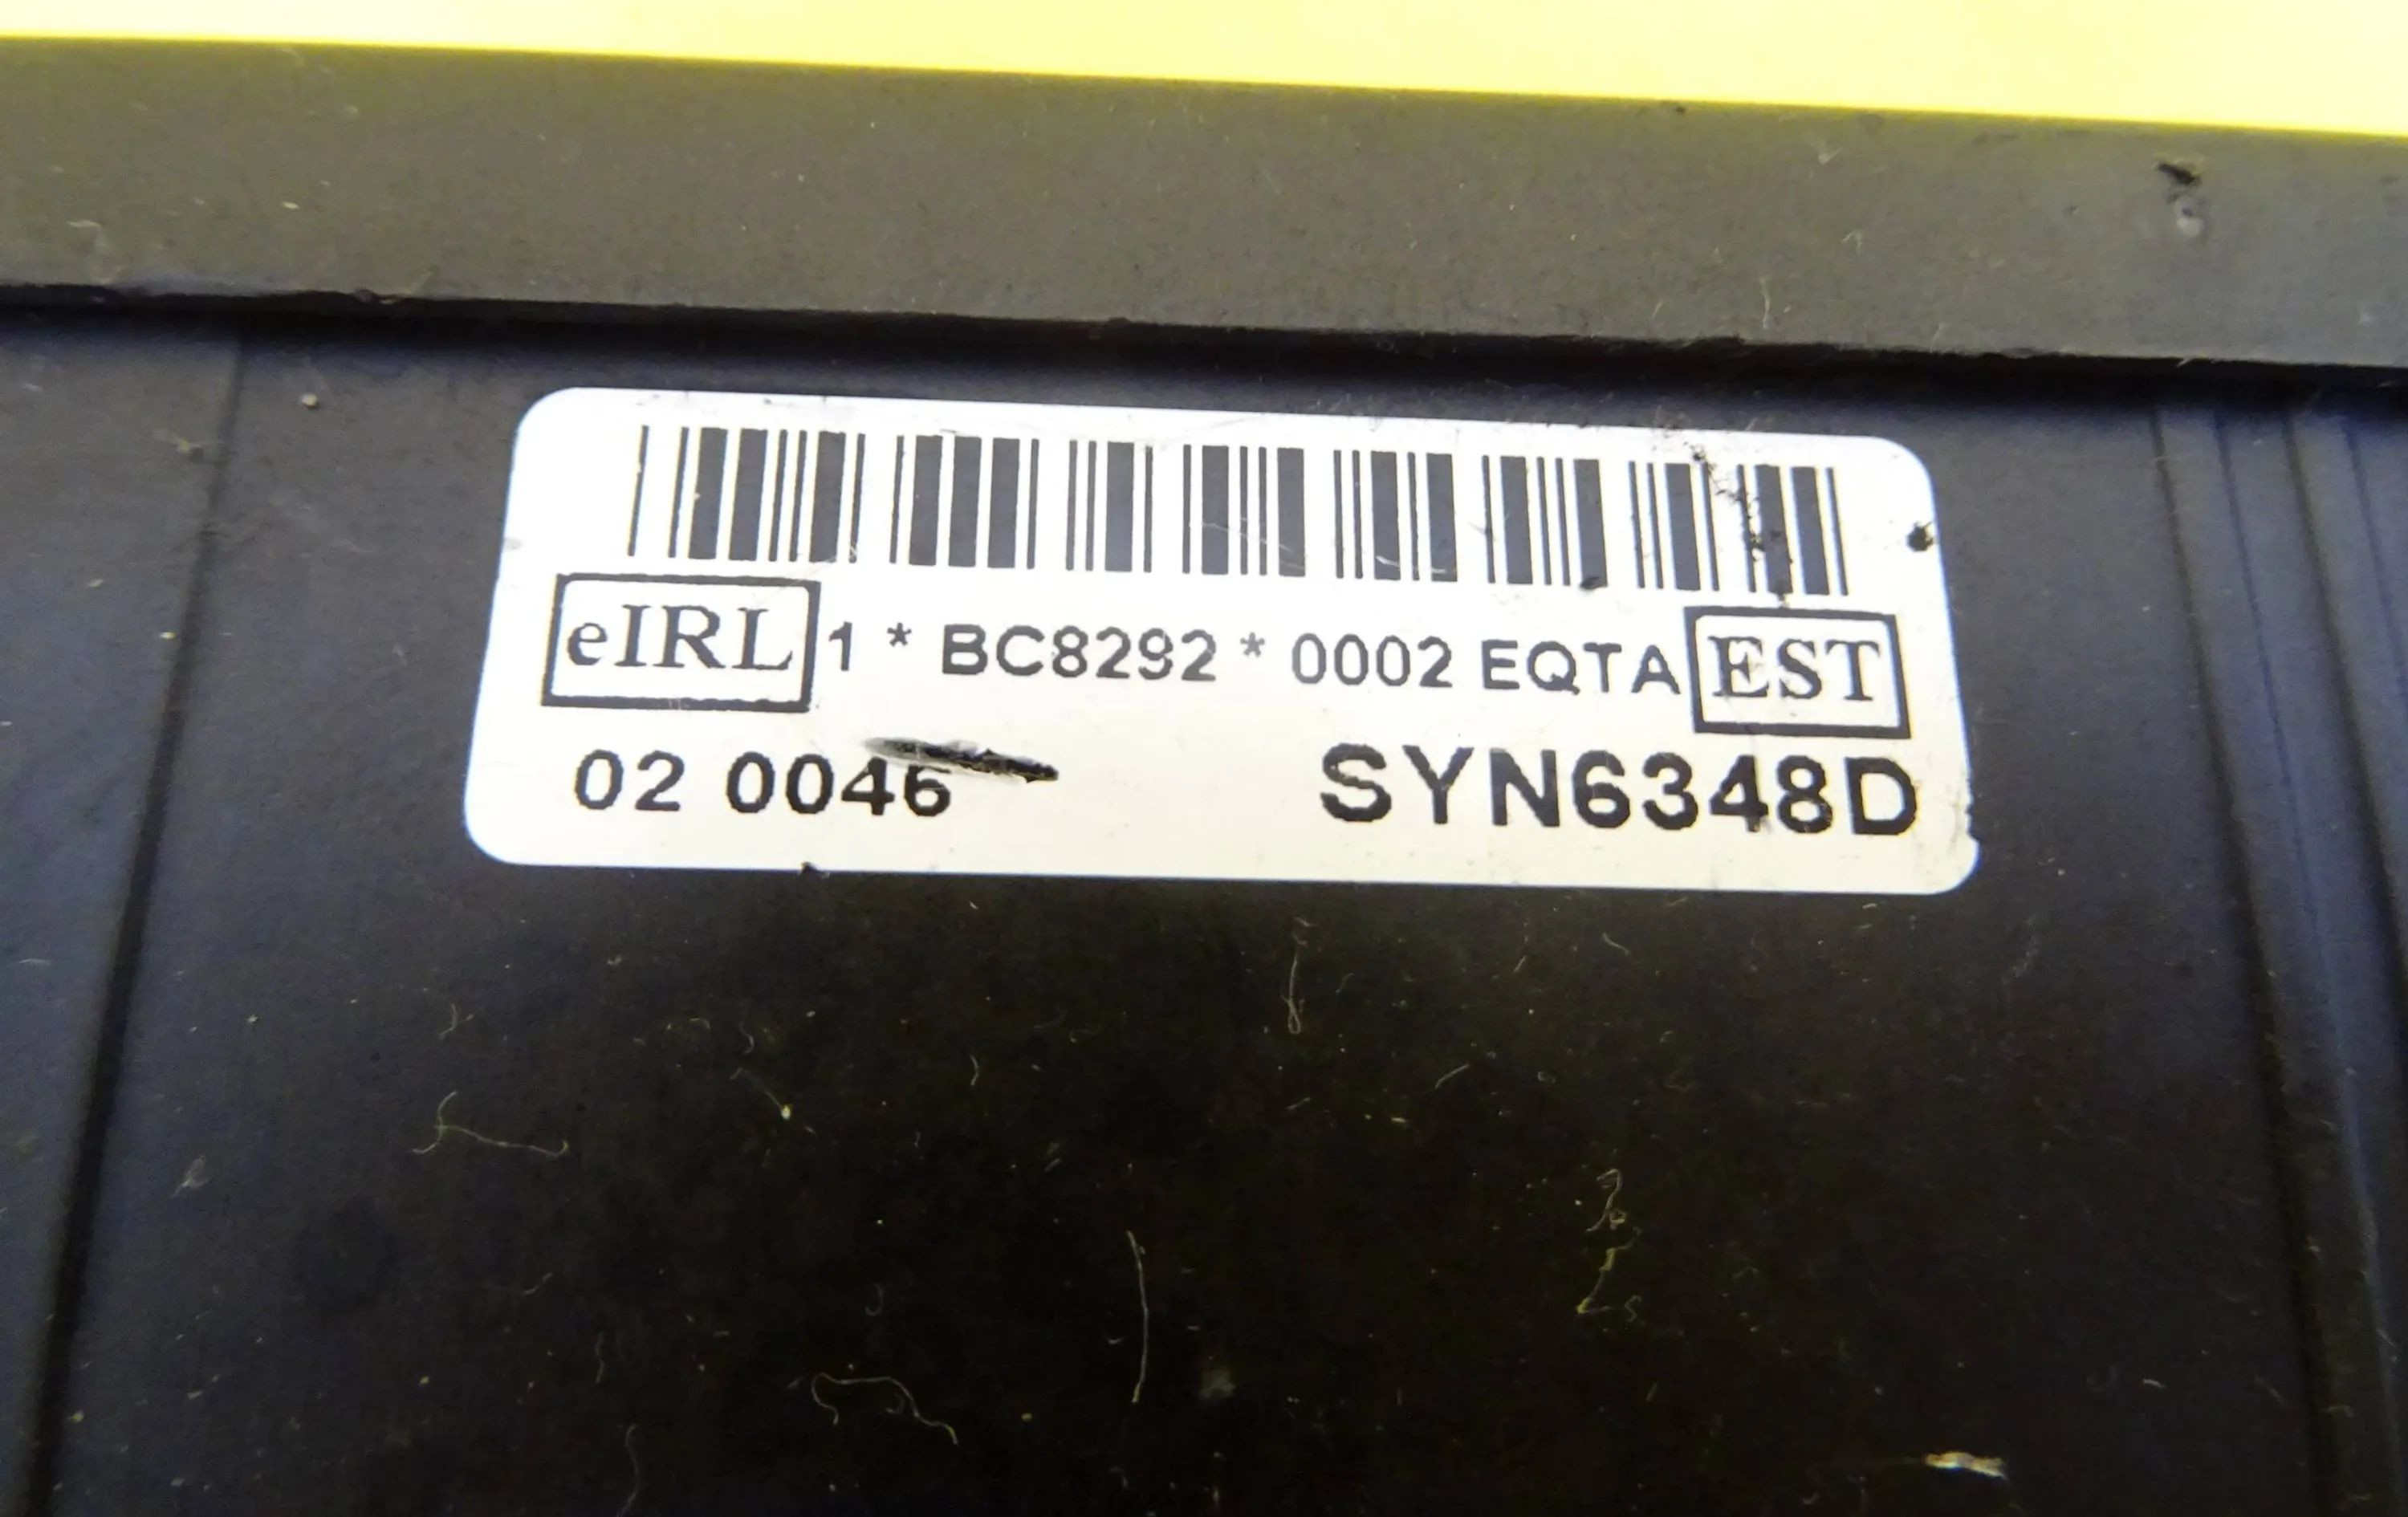 eIRL 1 * BC8292 * 0002 EQTA EST
02 0046 SYN6348D